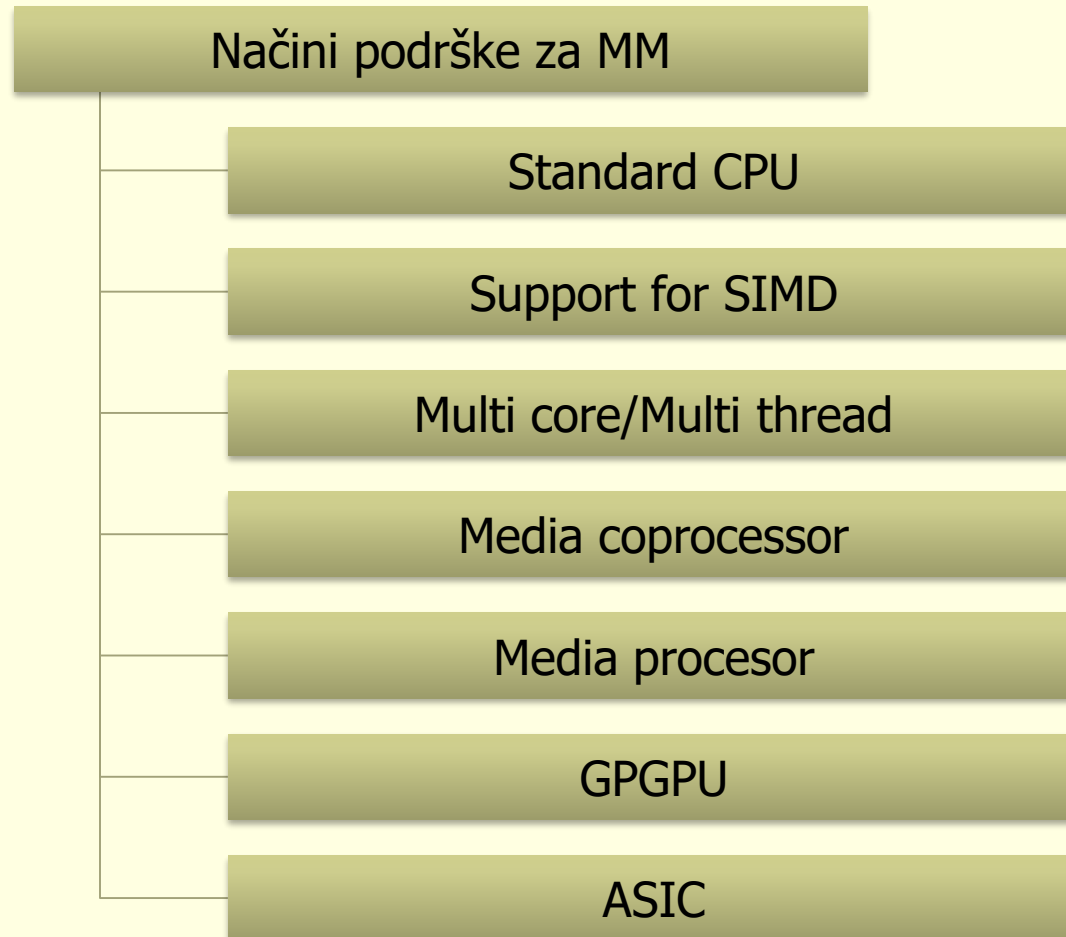 Načini podrške za MM
Standard CPU
Support for SIMD
Multi core/Multi thread
Media coprocessor
Media procesor
GPGPU
ASIC